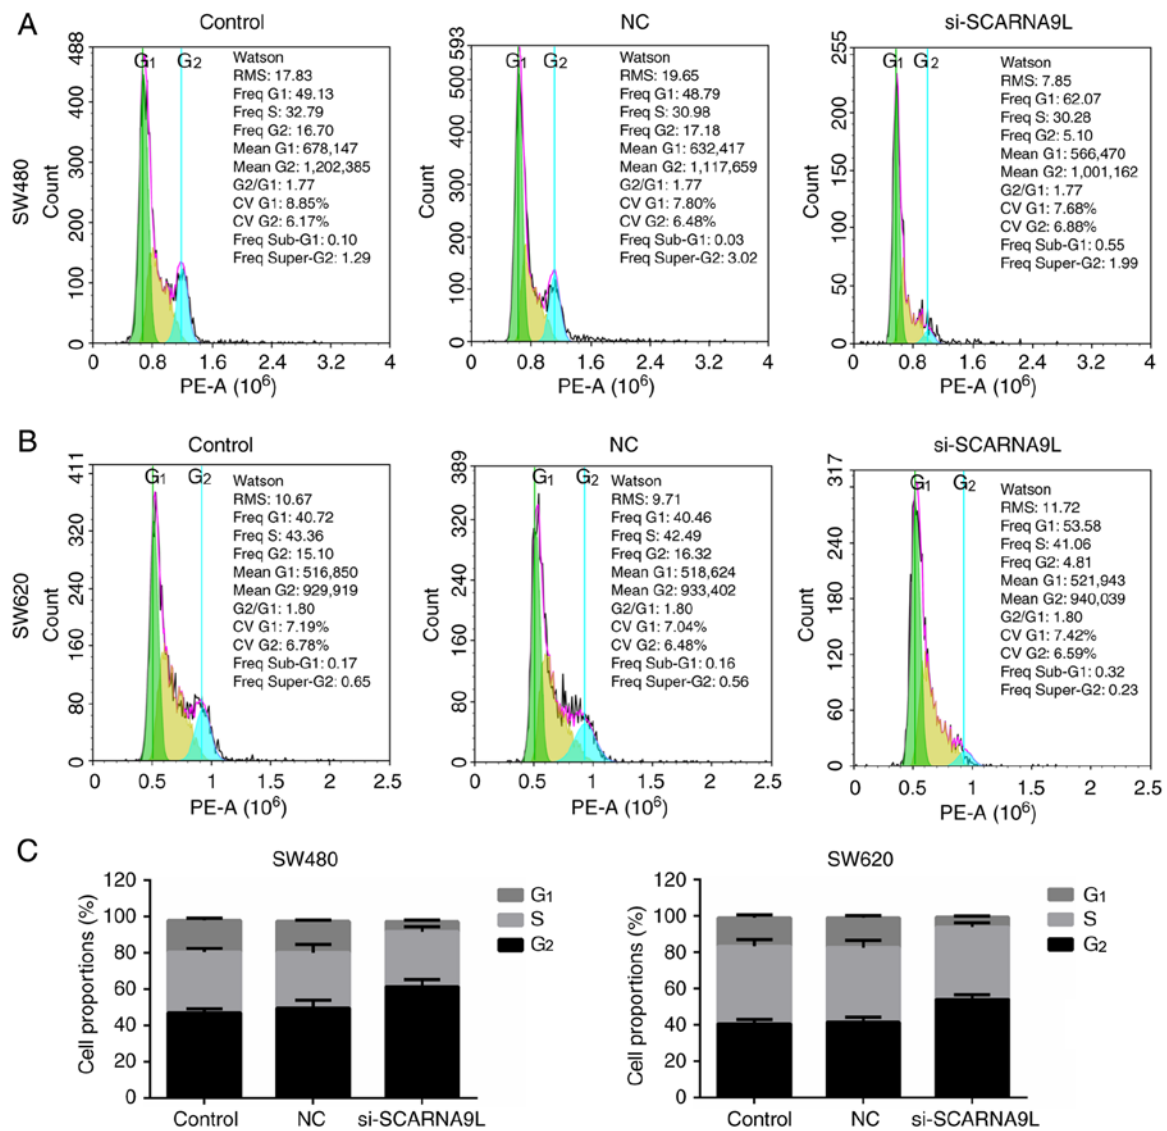 A
Control
NC
si-SCARNA9L
SW480
Count
488
400
300
200
100
0
G1
G2
Watson
RMS: 17.83
Freq G1: 49.13
Freq S: 32.79
Freq G2: 16.70
Mean G1: 678,147
Mean G2: 1,202,385
G2/G1: 1.77
CV G1: 8.85%
CV G2: 6.17%
Freq Sub-G1: 0.10
Freq Super-G2: 1.29
0 0.8 1.6 2.4 3.2 4
PE-A (10⁶)
Count
593
500
400
300
200
100
0
G1
G2
Watson
RMS: 19.65
Freq G1: 48.79
Freq S: 30.98
Freq G2: 17.18
Mean G1: 632,417
Mean G2: 1,117,659
G2/G1: 1.77
CV G1: 7.80%
CV G2: 6.48%
Freq Sub-G1: 0.03
Freq Super-G2: 3.02
0 0.8 1.6 2.4 3.2 4
PE-A (10⁶)
Count
255
200
150
100
50
0
G1
G2
Watson
RMS: 7.85
Freq G1: 62.07
Freq S: 30.28
Freq G2: 5.10
Mean G1: 566,470
Mean G2: 1,001,162
G2/G1: 1.77
CV G1: 7.68%
CV G2: 6.88%
Freq Sub-G1: 0.55
Freq Super-G2: 1.99
0 0.8 1.6 2.4 3.2 4
PE-A (10⁶)
B
Control
NC
si-SCARNA9L
SW620
Count
411
320
240
160
80
0
G1
G2
Watson
RMS: 10.67
Freq G1: 40.72
Freq S: 43.36
Freq G2: 15.10
Mean G1: 516,850
Mean G2: 929,919
G2/G1: 1.80
CV G1: 7.19%
CV G2: 6.78%
Freq Sub-G1: 0.17
Freq Super-G2: 0.65
0 0.5 1 1.5 2 2.5
PE-A (10⁶)
Count
389
320
240
160
80
0
G1
G2
Watson
RMS: 9.71
Freq G1: 40.46
Freq S: 42.49
Freq G2: 16.32
Mean G1: 518,624
Mean G2: 933,402
G2/G1: 1.80
CV G1: 7.04%
CV G2: 6.48%
Freq Sub-G1: 0.16
Freq Super-G2: 0.56
0 0.5 1 1.5 2 2.5
PE-A (10⁶)
Count
317
240
180
120
60
0
G1
G2
Watson
RMS: 11.72
Freq G1: 53.58
Freq S: 41.06
Freq G2: 4.81
Mean G1: 521,943
Mean G2: 940,039
G2/G1: 1.80
CV G1: 7.42%
CV G2: 6.59%
Freq Sub-G1: 0.32
Freq Super-G2: 0.23
0 0.5 1 1.5 2 2.5
PE-A (10⁶)
C
SW480
Cell proportions (%)
120
100
80
60
40
20
0
Control NC si-SCARNA9L
G1
S
G2
SW620
Cell proportions (%)
120
100
80
60
40
20
0
Control NC si-SCARNA9L
G1
S
G2